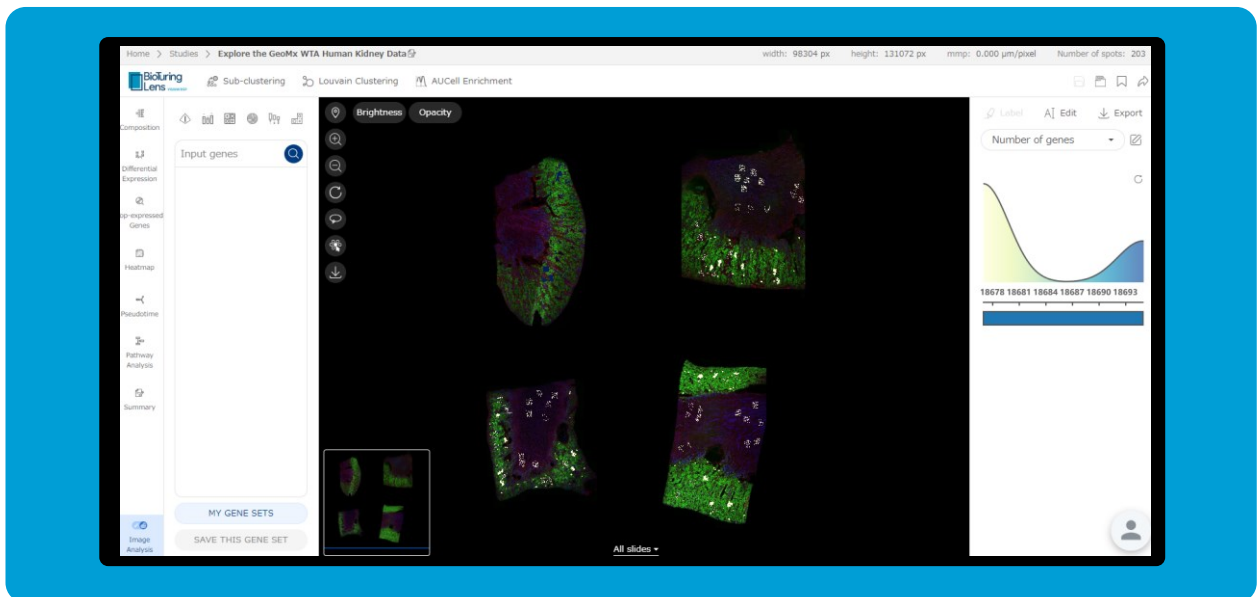 Home > Studies > Explore the GeoMx WTA Human Kidney Data
width: 98304 px height: 131072 px mmp: 0.000 µm/pixel Number of spots: 203
BioTuring
Lens
Sub-clustering Louvain Clustering AUCell Enrichment
Composition
Differential
Expression
op-expressed
Genes
Heatmap
Pseudotime
Pathway
Analysis
Summary
Image
Analysis
Input genes
MY GENE SETS
SAVE THIS GENE SET
Brightness Opacity
All slides
Label Edit Export
Number of genes
18678 18681 18684 18687 18690 18693